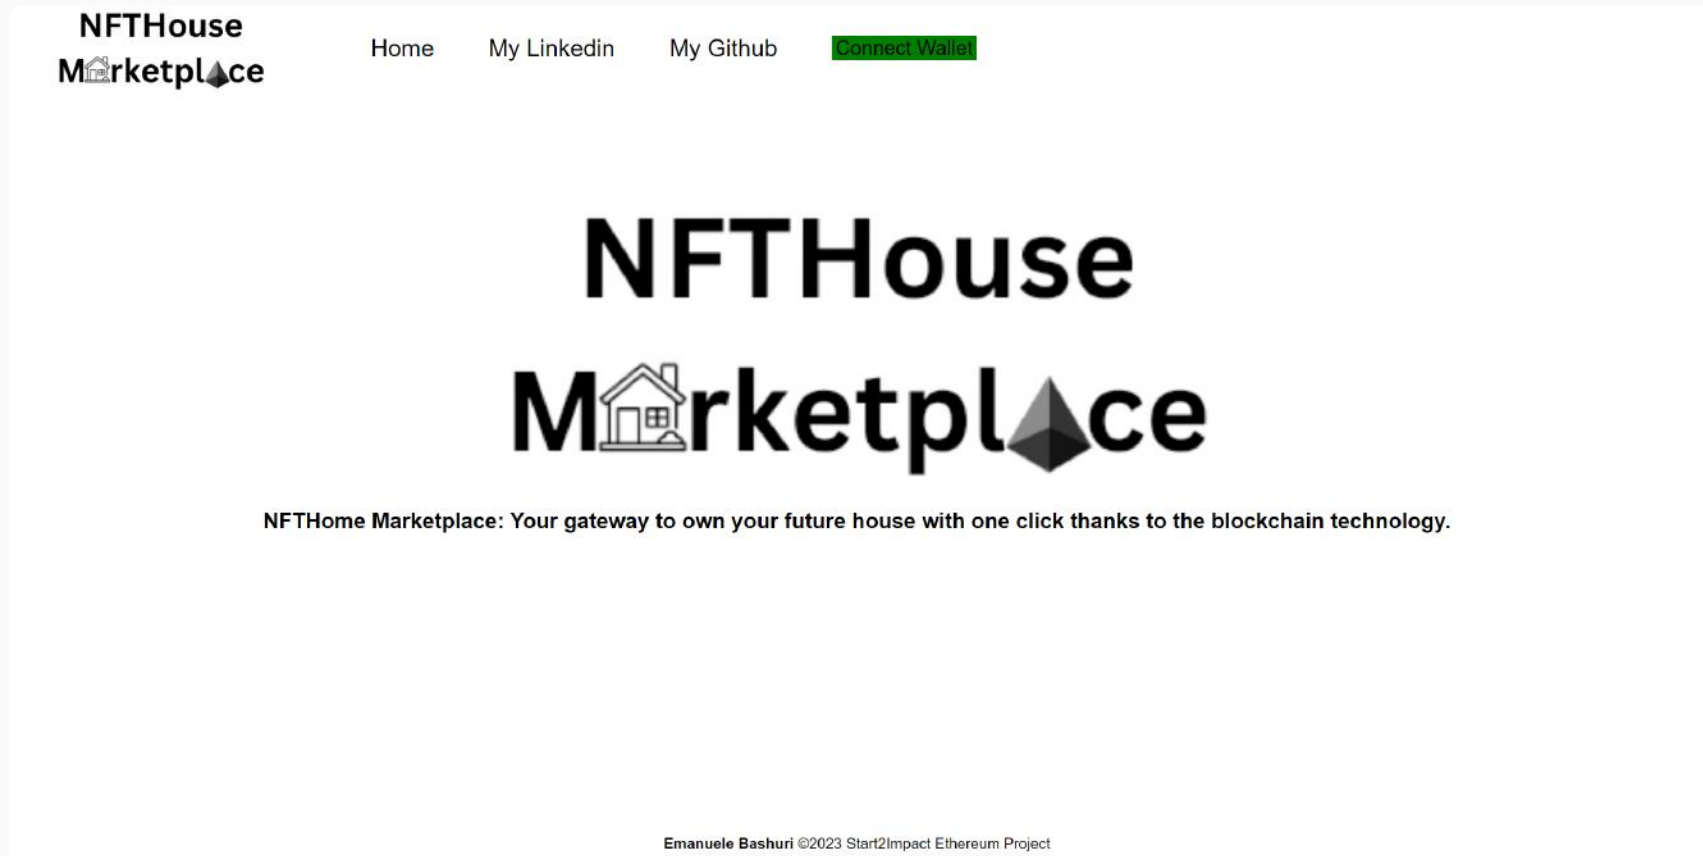 NFTHouse
Marketplace
Home My Linkedin My Github Connect Wallet
NFTHouse
Marketplace
NFTHome Marketplace: Your gateway to own your future house with one click thanks to the blockchain technology.
Emanuele Bashuri ©2023 Start2Impact Ethereum Project